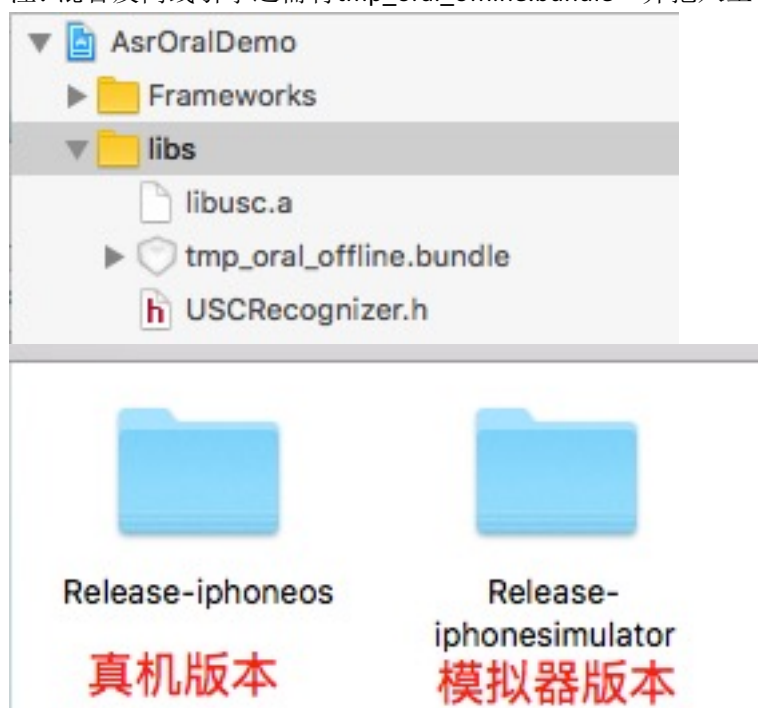 AsrOralDemo
Frameworks
libs
libusc.a
tmp_oral_offline.bundle
h USCRecognizer.h
Release-iphoneos
Release-
iphonesimulator
真机版本
模拟器版本